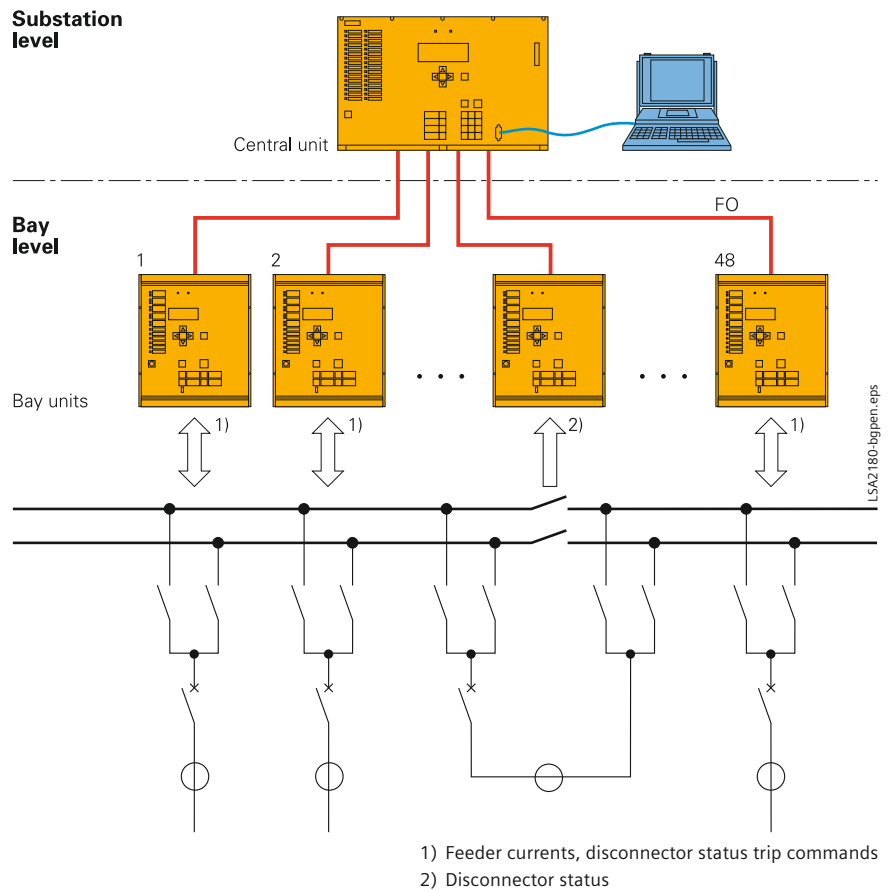 Substation
level
Central unit
FO
Bay
level
1
2
48
Bay units
1)
1)
2)
1)
. . .
. . .
LSA2180-bgpen.eps
1) Feeder currents, disconnector status trip commands
2) Disconnector status